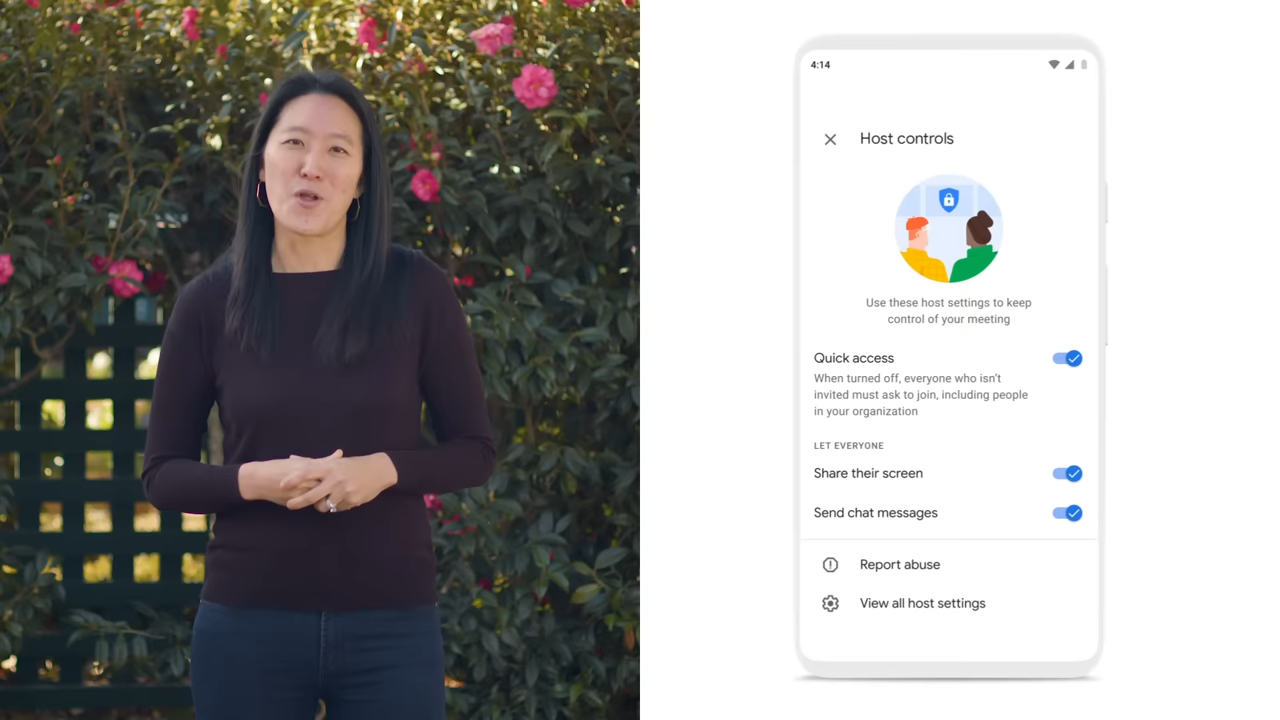 4:14
Host controls
Use these host settings to keep
control of your meeting
Quick access
When turned off, everyone who isn't
invited must ask to join, including people
in your organization
LET EVERYONE
Share their screen
Send chat messages
Report abuse
View all host settings